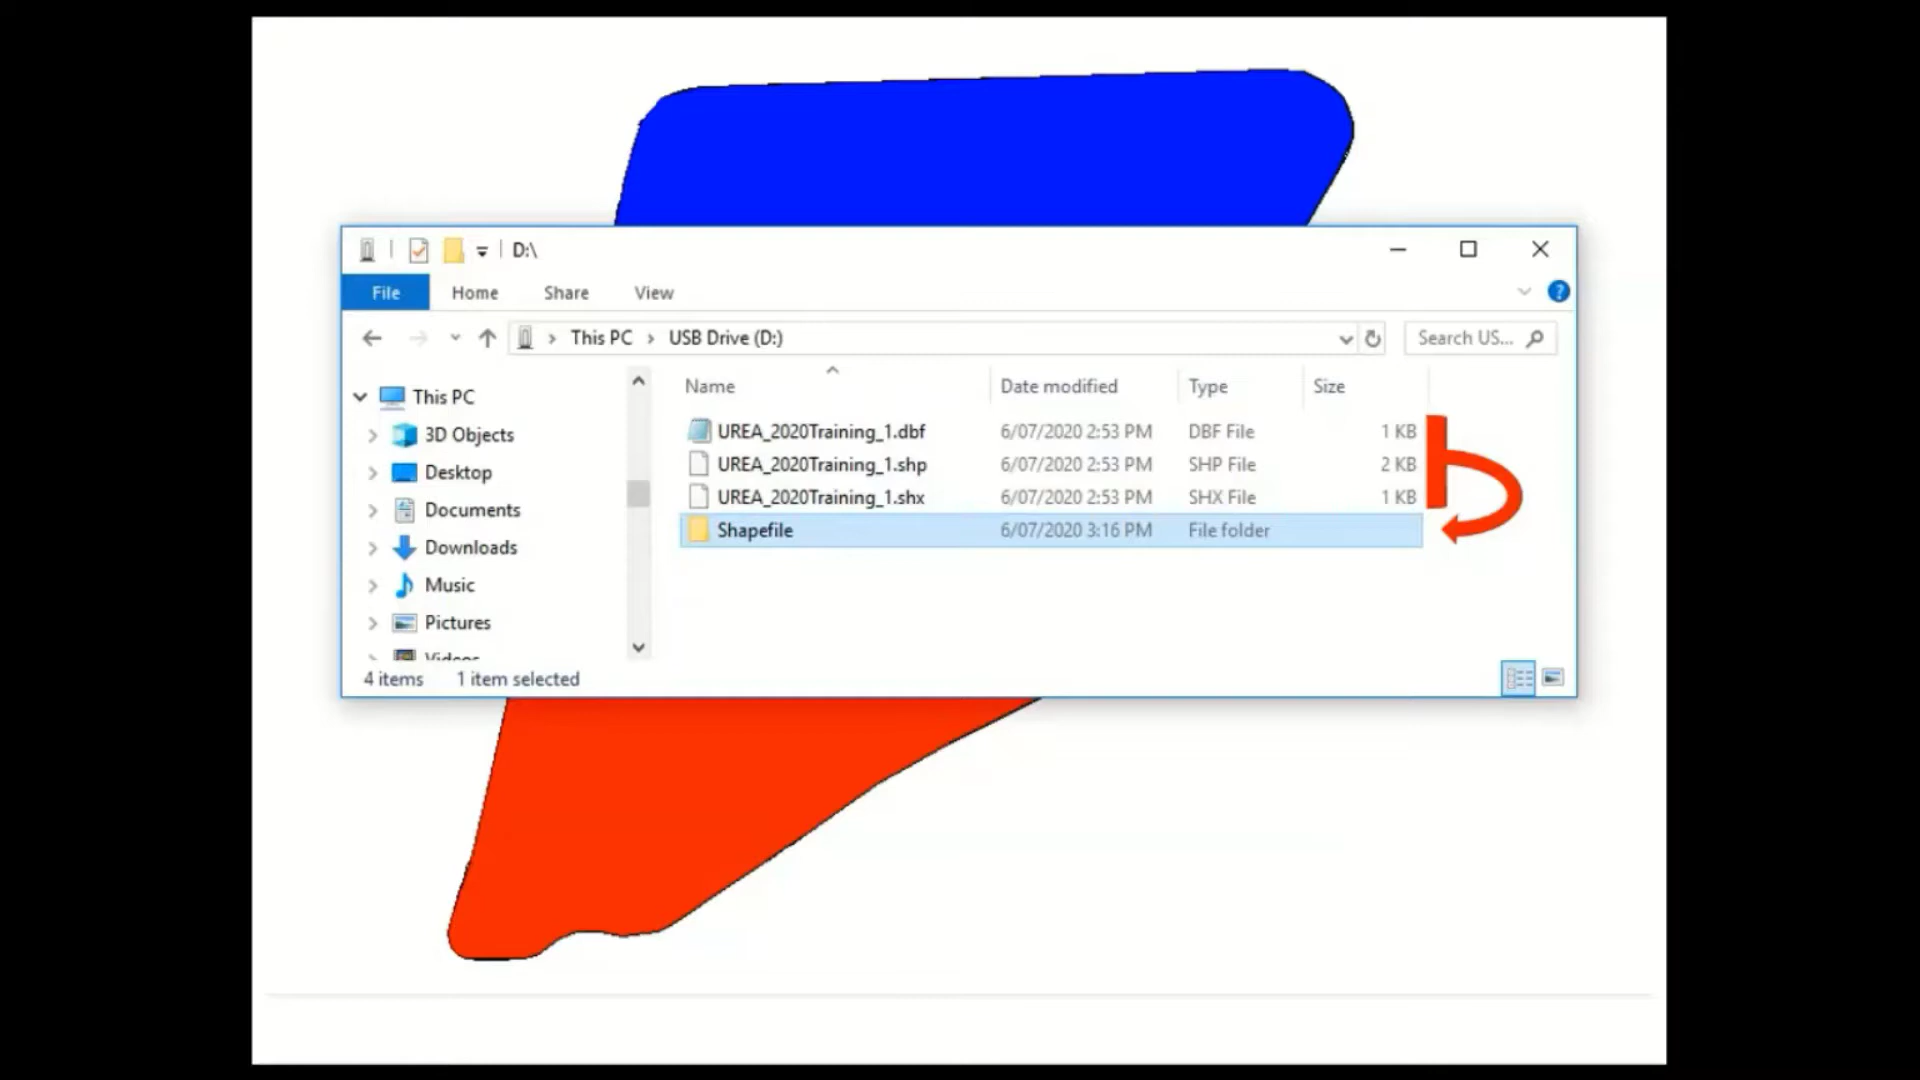 D:\
File Home Share View
This PC > USB Drive (D:) Search US...
Name Date modified Type Size
This PC
3D Objects
Desktop
Documents
Downloads
Music
Pictures
Videos
UREA_2020Training_1.dbf 6/07/2020 2:53 PM DBF File 1 KB
UREA_2020Training_1.shp 6/07/2020 2:53 PM SHP File 2 KB
UREA_2020Training_1.shx 6/07/2020 2:53 PM SHX File 1 KB
Shapefile 6/07/2020 3:16 PM File folder
4 items 1 item selected